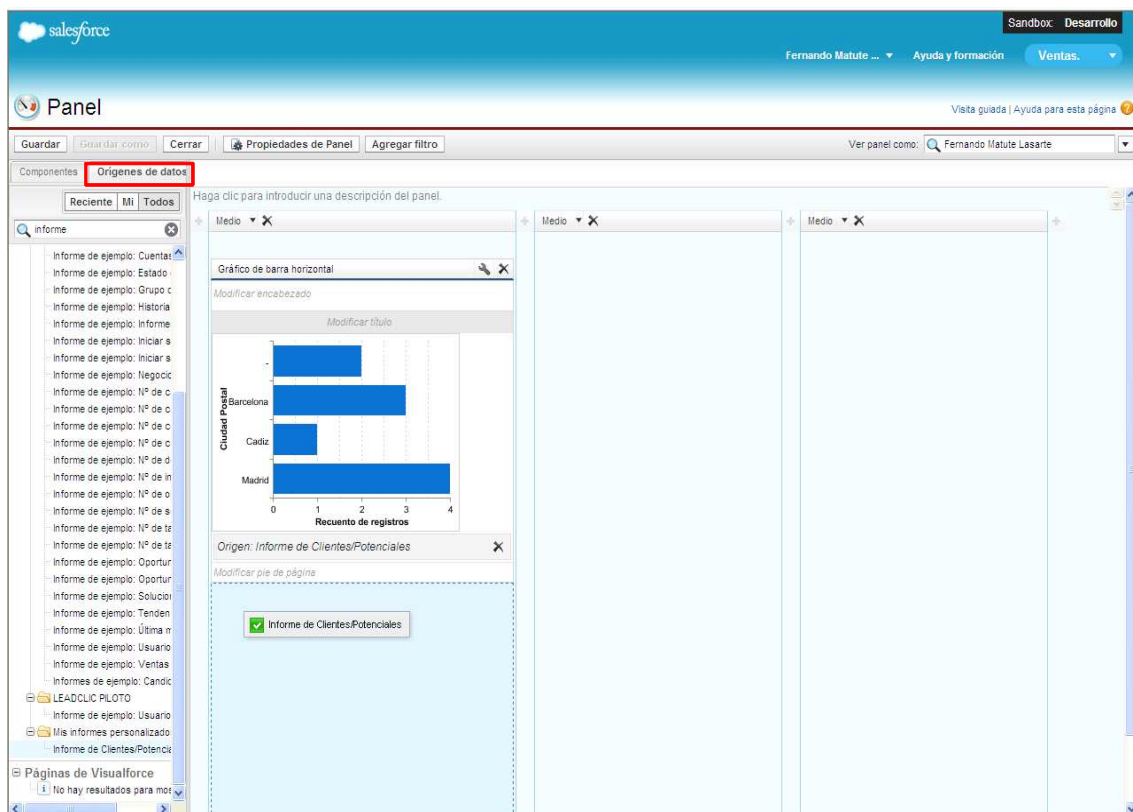 salesforce
Sandbox: Desarrollo
Fernando Matute ... Ayuda y formación Ventas.
Panel
Visita guiada | Ayuda para esta página
Guardar Guardar como Cerrar Propiedades de Panel Agregar filtro Ver panel como: Fernando Matute Lasarte
Componentes Orígenes de datos
Reciente Mi Todos
Haga clic para introducir una descripción del panel.
informe
Medio Medio Medio
Informe de ejemplo: Cuentas
Informe de ejemplo: Estado
Informe de ejemplo: Grupo
Informe de ejemplo: Historia
Informe de ejemplo: Informe
Informe de ejemplo: Iniciar s
Informe de ejemplo: Iniciar s
Informe de ejemplo: Negocic
Informe de ejemplo: Nº de c
Informe de ejemplo: Nº de c
Informe de ejemplo: Nº de c
Informe de ejemplo: Nº de c
Informe de ejemplo: Nº de d
Informe de ejemplo: Nº de in
Informe de ejemplo: Nº de o
Informe de ejemplo: Nº de s
Informe de ejemplo: Nº de ta
Informe de ejemplo: Nº de ta
Informe de ejemplo: Oportur
Informe de ejemplo: Oportur
Informe de ejemplo: Solucior
Informe de ejemplo: Tenden
Informe de ejemplo: Última m
Informe de ejemplo: Usuario
Informe de ejemplo: Ventas
Informes de ejemplo: Candic
LEADCLIC PILOTO
Informe de ejemplo: Usuario
Mis informes personalizado
Informe de Clientes/Potencia
Páginas de Visualforce
No hay resultados para mos
Gráfico de barra horizontal
Modificar encabezado
Modificar título
Ciudad Postal
-
Barcelona
Cadiz
Madrid
0 1 2 3 4
Recuento de registros
Origen: Informe de Clientes/Potenciales
Modificar pie de página
Informe de Clientes/Potenciales